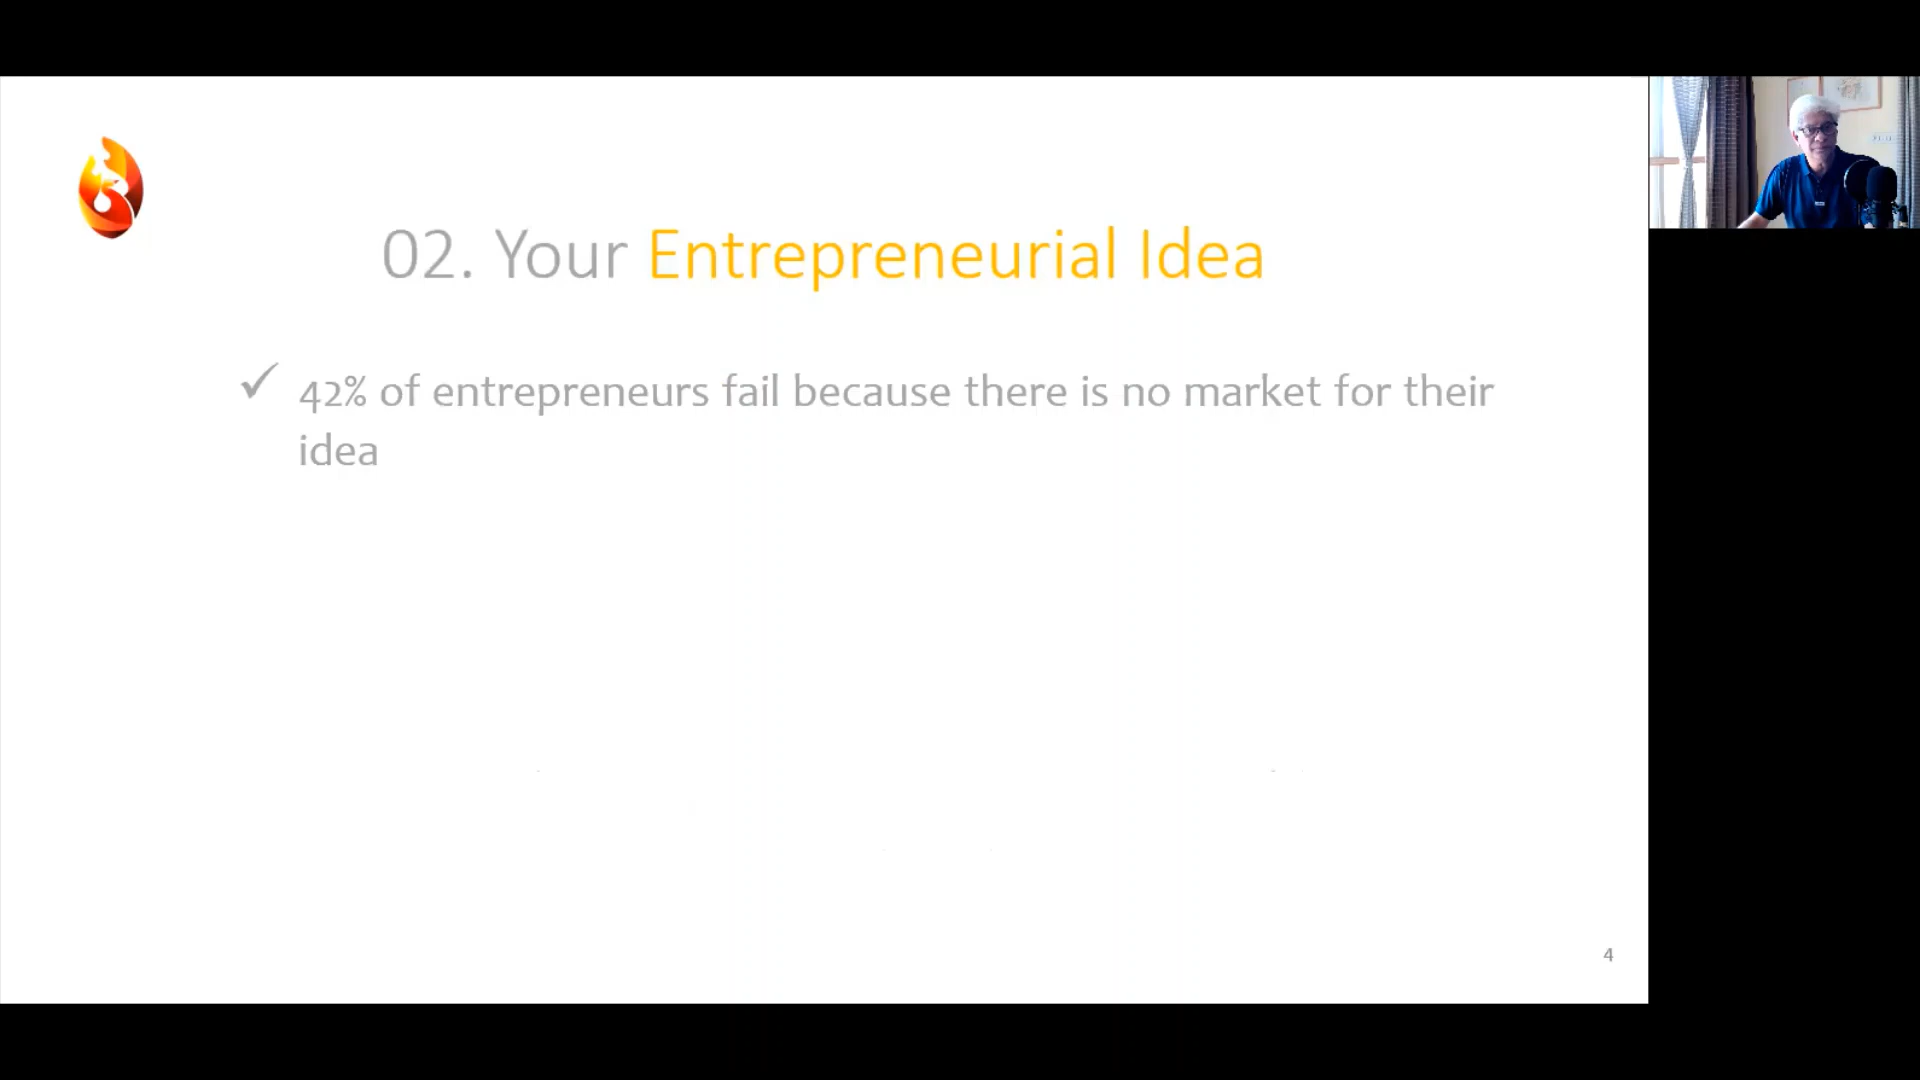 02. Your Entrepreneurial Idea
✓ 42% of entrepreneurs fail because there is no market for their
idea
4